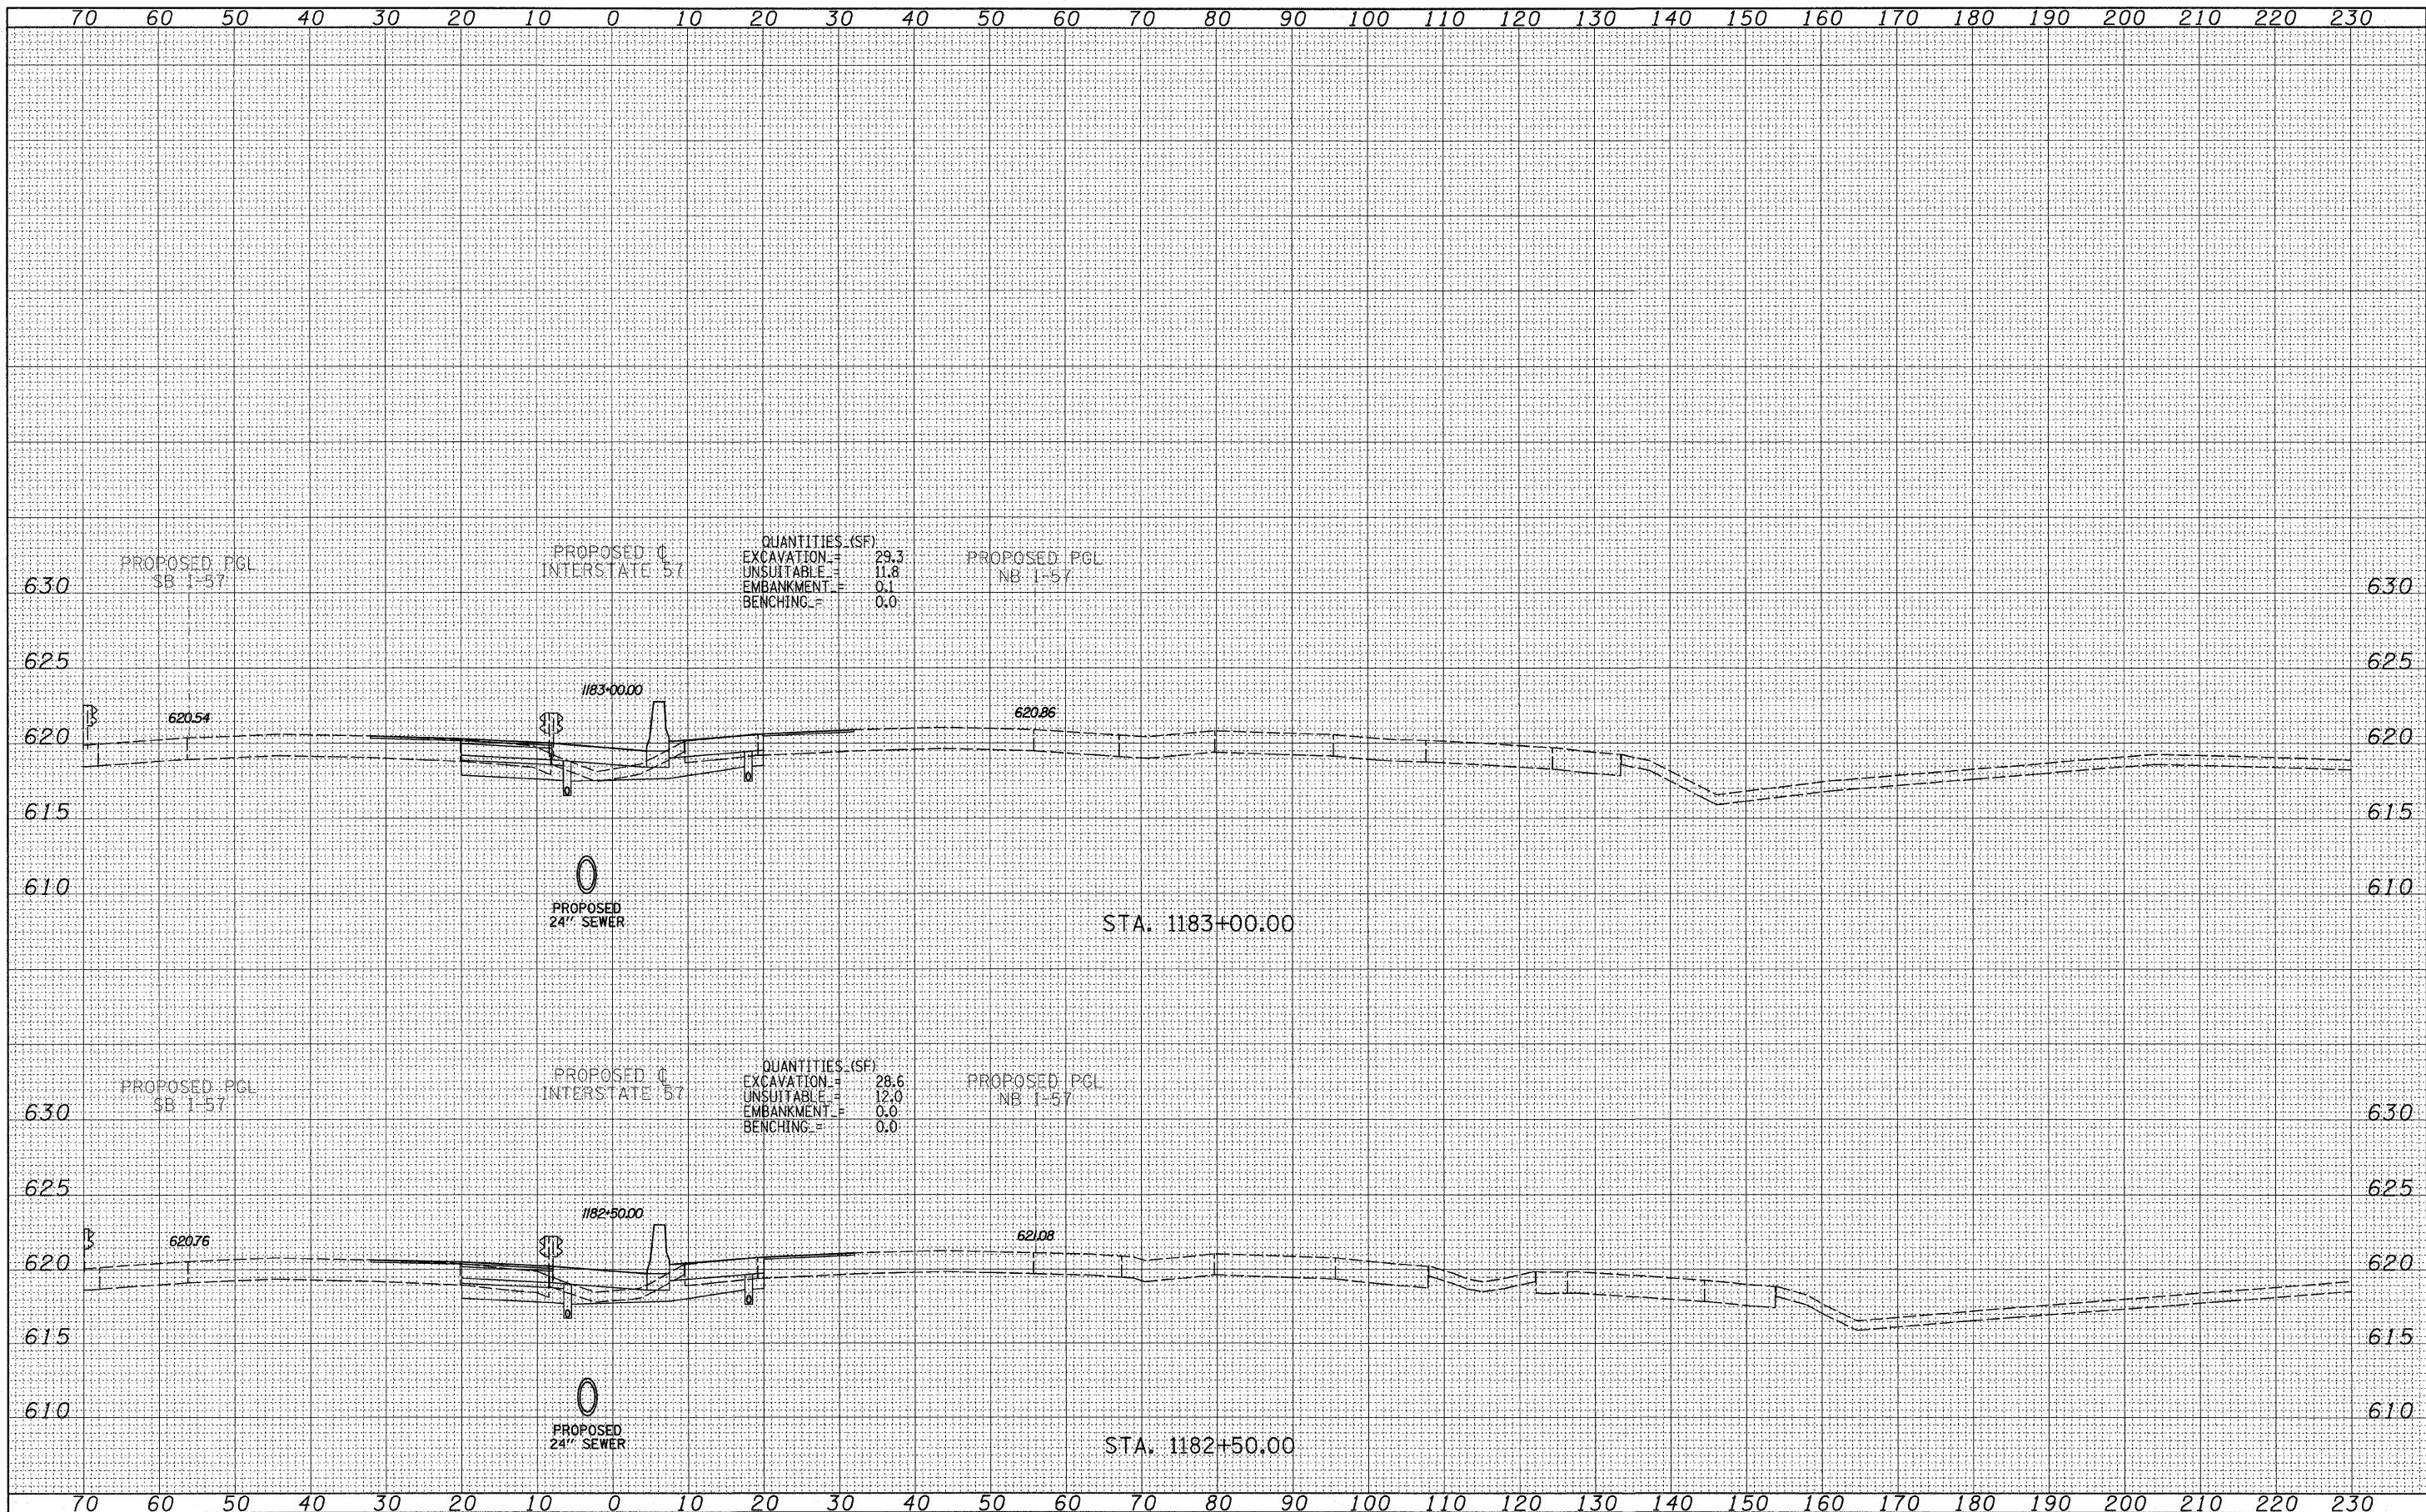 70 60 50 40 30 20 10 0 10 20 30 40 50 60 70 80 90 100 110 120 130 140 150 160 170 180 190 200 210 220 230
PROPOSED PGL
SB I-57
PROPOSED ℄
INTERSTATE 57
QUANTITIES (SF)
EXCAVATION = 29.3
UNSUITABLE = 11.8
EMBANKMENT = 0.1
BENCHING = 0.0
PROPOSED PGL
NB I-57
630 630
625 625
1183+00.00
620.54 620.86
620 620
615 615
610 610
PROPOSED
24" SEWER
STA. 1183+00.00
PROPOSED PGL
SB I-57
PROPOSED ℄
INTERSTATE 57
QUANTITIES (SF)
EXCAVATION = 28.6
UNSUITABLE = 12.0
EMBANKMENT = 0.0
BENCHING = 0.0
PROPOSED PGL
NB I-57
630 630
625 625
1182+50.00
620.76 621.08
620 620
615 615
610 610
PROPOSED
24" SEWER
STA. 1182+50.00
70 60 50 40 30 20 10 0 10 20 30 40 50 60 70 80 90 100 110 120 130 140 150 160 170 180 190 200 210 220 230